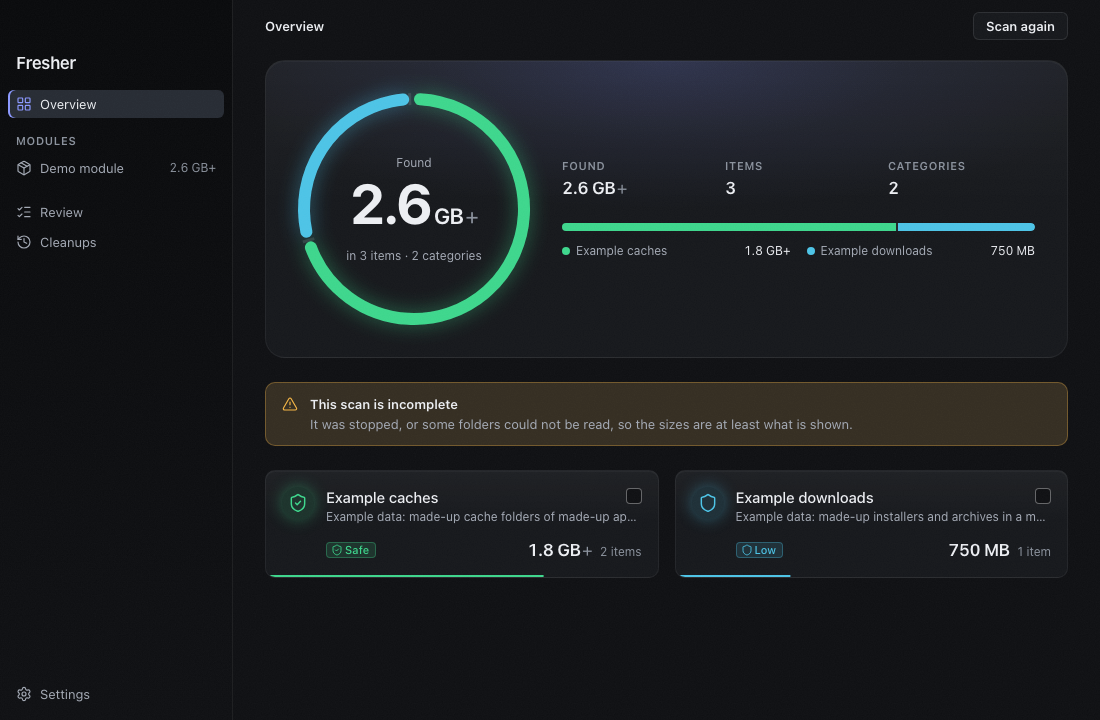 Fresher
Overview
MODULES
Demo module 2.6 GB+
Review
Cleanups
Settings
Overview
Scan again
Found
2.6 GB+
in 3 items · 2 categories
FOUND
2.6 GB+
ITEMS
3
CATEGORIES
2
Example caches 1.8 GB+
Example downloads 750 MB
This scan is incomplete
It was stopped, or some folders could not be read, so the sizes are at least what is shown.
Example caches
Example data: made-up cache folders of made-up ap…
Safe
1.8 GB+ 2 items
Example downloads
Example data: made-up installers and archives in a m…
Low
750 MB 1 item